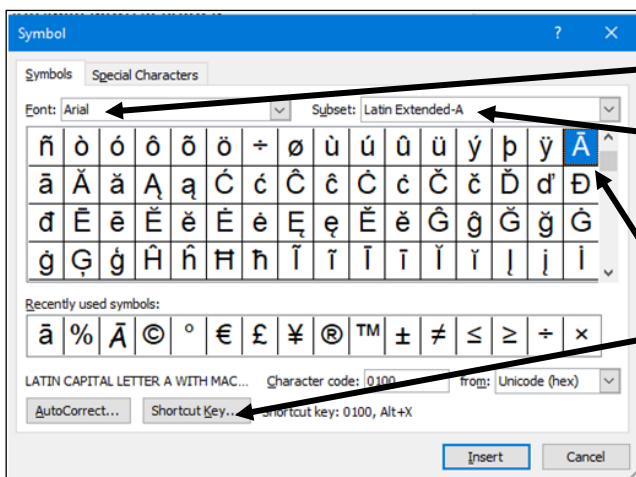 Symbol ? ×
Symbols Special Characters
Font: Arial Subset: Latin Extended-A
ñ ò ó ô õ ö ÷ ø ù ú û ü ý þ ÿ Ā
ā Ă ă Ą ą Ć ć Ĉ ĉ Ċ ċ Č č Ď ď Đ
đ Ē ē Ĕ ĕ Ė ė Ę ę Ě ě Ĝ ĝ Ğ ğ Ġ
ġ Ģ ģ Ĥ ĥ Ħ ħ Ĩ ĩ Ī ī Ĭ ĭ Į į İ
Recently used symbols:
ā % Ā © ° € £ ¥ ® ™ ± ≠ ≤ ≥ ÷ ×
LATIN CAPITAL LETTER A WITH MAC... Character code: 0100 from: Unicode (hex)
AutoCorrect... Shortcut Key... Shortcut key: 0100, Alt+X
Insert Cancel